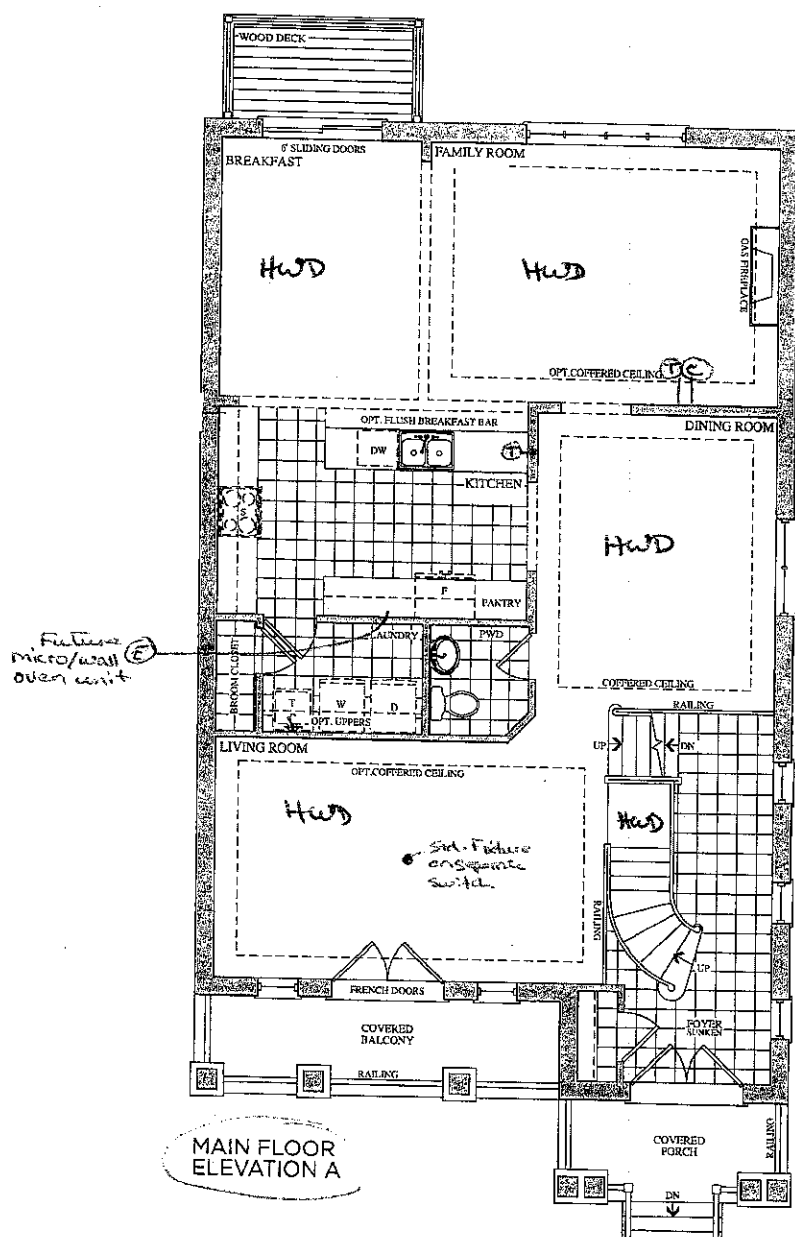 WOOD DECK
6' SLIDING DOORS
BREAKFAST
FAMILY ROOM
HWD
HWD
GAS FIREPLACE
OPT.COFFERED CEILING
T C
OPT. FLUSH BREAKFAST BAR
DINING ROOM
DW
T
KITCHEN
S
HWD
F
PANTRY
Future
micro/wall
oven unit
E
BROOM CLOSET
LAUNDRY
PWD
COFFERED CEILING
T
W
D
OPT. UPPERS
RAILING
UP
DN
LIVING ROOM
OPT.COFFERED CEILING
HWD
HWD
Std. Fixture
on separate
switch.
RAILING
UP
FRENCH DOORS
FOYER
SUNKEN
COVERED
BALCONY
RAILING
MAIN FLOOR
ELEVATION A
COVERED
PORCH
RAILING
DN